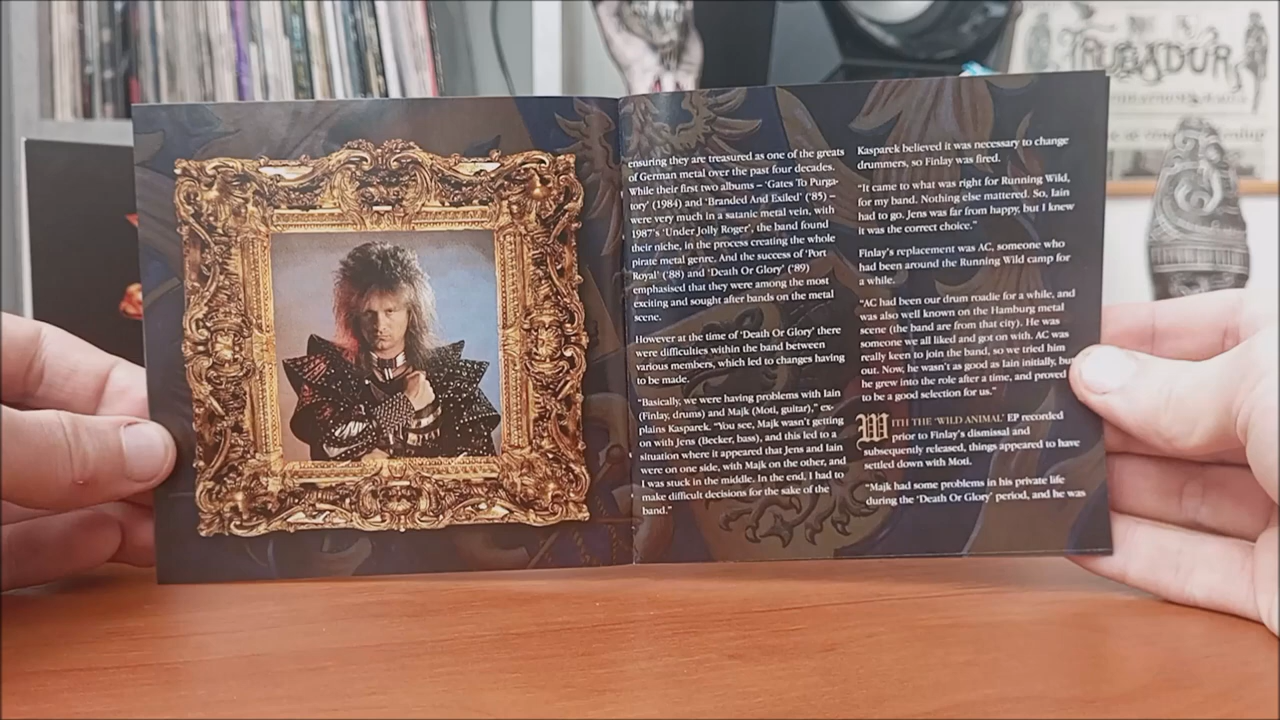 TRUBADURS
ensuring they are treasured as one of the greats
of German metal over the past four decades.
While their first two albums – ‘Gates To Purga-
tory’ (1984) and ‘Branded And Exiled’ (’85) –
were very much in a satanic metal vein, with
1987’s ‘Under Jolly Roger’, the band found
their niche, in the process creating the whole
pirate metal genre. And the success of ‘Port
Royal’ (’88) and ‘Death Or Glory’ (’89)
emphasised that they were among the most
exciting and sought after bands on the metal
scene.
However at the time of ‘Death Or Glory’ there
were difficulties within the band between
various members, which led to changes having
to be made.
“Basically, we were having problems with Iain
(Finlay, drums) and Majk (Moti, guitar),” ex-
plains Kasparek. “You see, Majk wasn’t getting
on with Jens (Becker, bass), and this led to a
situation where it appeared that Jens and Iain
were on one side, with Majk on the other, and
I was stuck in the middle. In the end, I had to
make difficult decisions for the sake of the
band.”
Kasparek believed it was necessary to change
drummers, so Finlay was fired.
“It came to what was right for Running Wild,
for my band. Nothing else mattered. So, Iain
had to go. Jens was far from happy, but I knew
it was the correct choice.”
Finlay’s replacement was AC, someone who
had been around the Running Wild camp for
a while.
“AC had been our drum roadie for a while, and
was also well known on the Hamburg metal
scene (the band are from that city). He was
someone we all liked and got on with. AC was
really keen to join the band, so we tried him
out. Now, he wasn’t as good as Iain initially, but
he grew into the role after a time, and proved
to be a good selection for us.”
WITH THE ‘WILD ANIMAL’ EP recorded
prior to Finlay’s dismissal and
subsequently released, things appeared to have
settled down with Moti.
“Majk had some problems in his private life
during the ‘Death Or Glory’ period, and he was